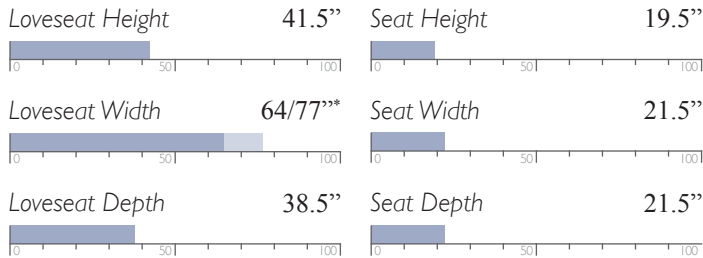 Loveseat Height 41.5”
0 50 100
Seat Height 19.5”
0 50 100
Loveseat Width 64/77”*
0 50 100
Seat Width 21.5”
0 50 100
Loveseat Depth 38.5”
0 50 100
Seat Depth 21.5”
0 50 100